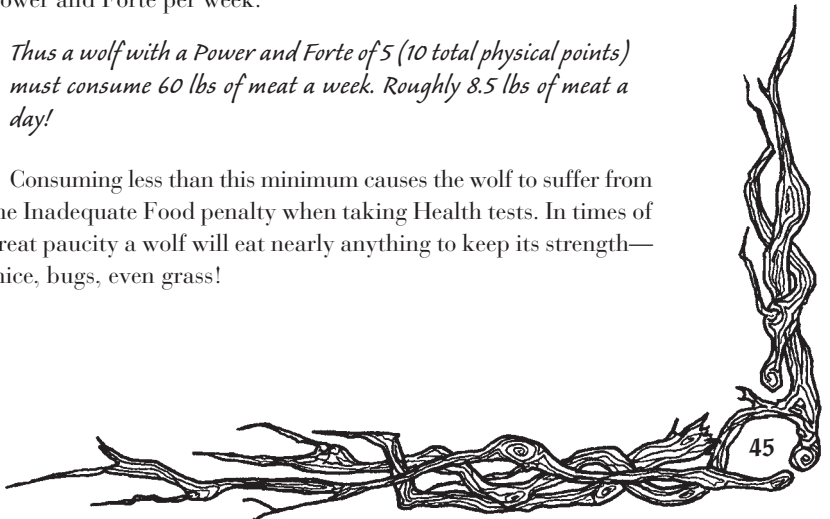 ower and Forte per week.
Thus a wolf with a Power and Forte of 5 (10 total physical points)
must consume 60 lbs of meat a week. Roughly 8.5 lbs of meat a
day!
Consuming less than this minimum causes the wolf to suffer from
he Inadequate Food penalty when taking Health tests. In times of
reat paucity a wolf will eat nearly anything to keep its strength—
mice, bugs, even grass!
45